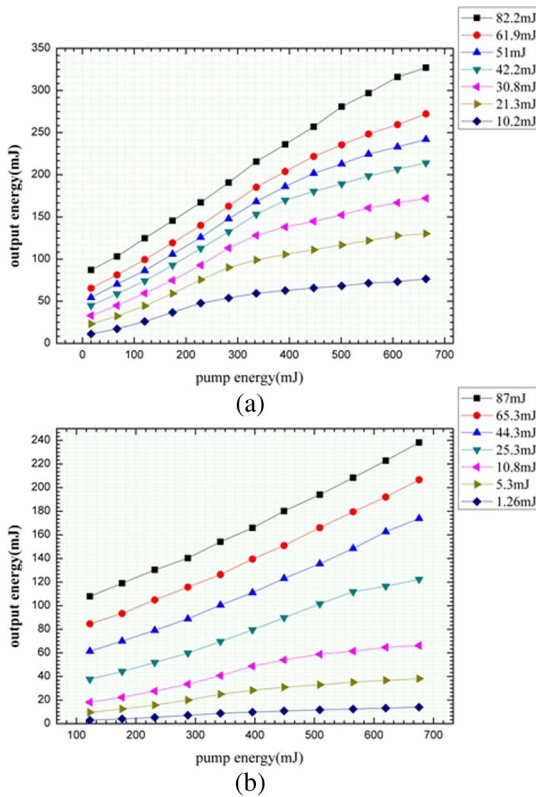 (a)
82.2mJ
61.9mJ
51mJ
42.2mJ
30.8mJ
21.3mJ
10.2mJ
350
300
250
200
150
100
50
0
output energy(mJ)
0 100 200 300 400 500 600 700
pump energy(mJ)
(a)
87mJ
65.3mJ
44.3mJ
25.3mJ
10.8mJ
5.3mJ
1.26mJ
240
220
200
180
160
140
120
100
80
60
40
20
0
output energy(mJ)
100 200 300 400 500 600 700
pump energy(mJ)
(b)